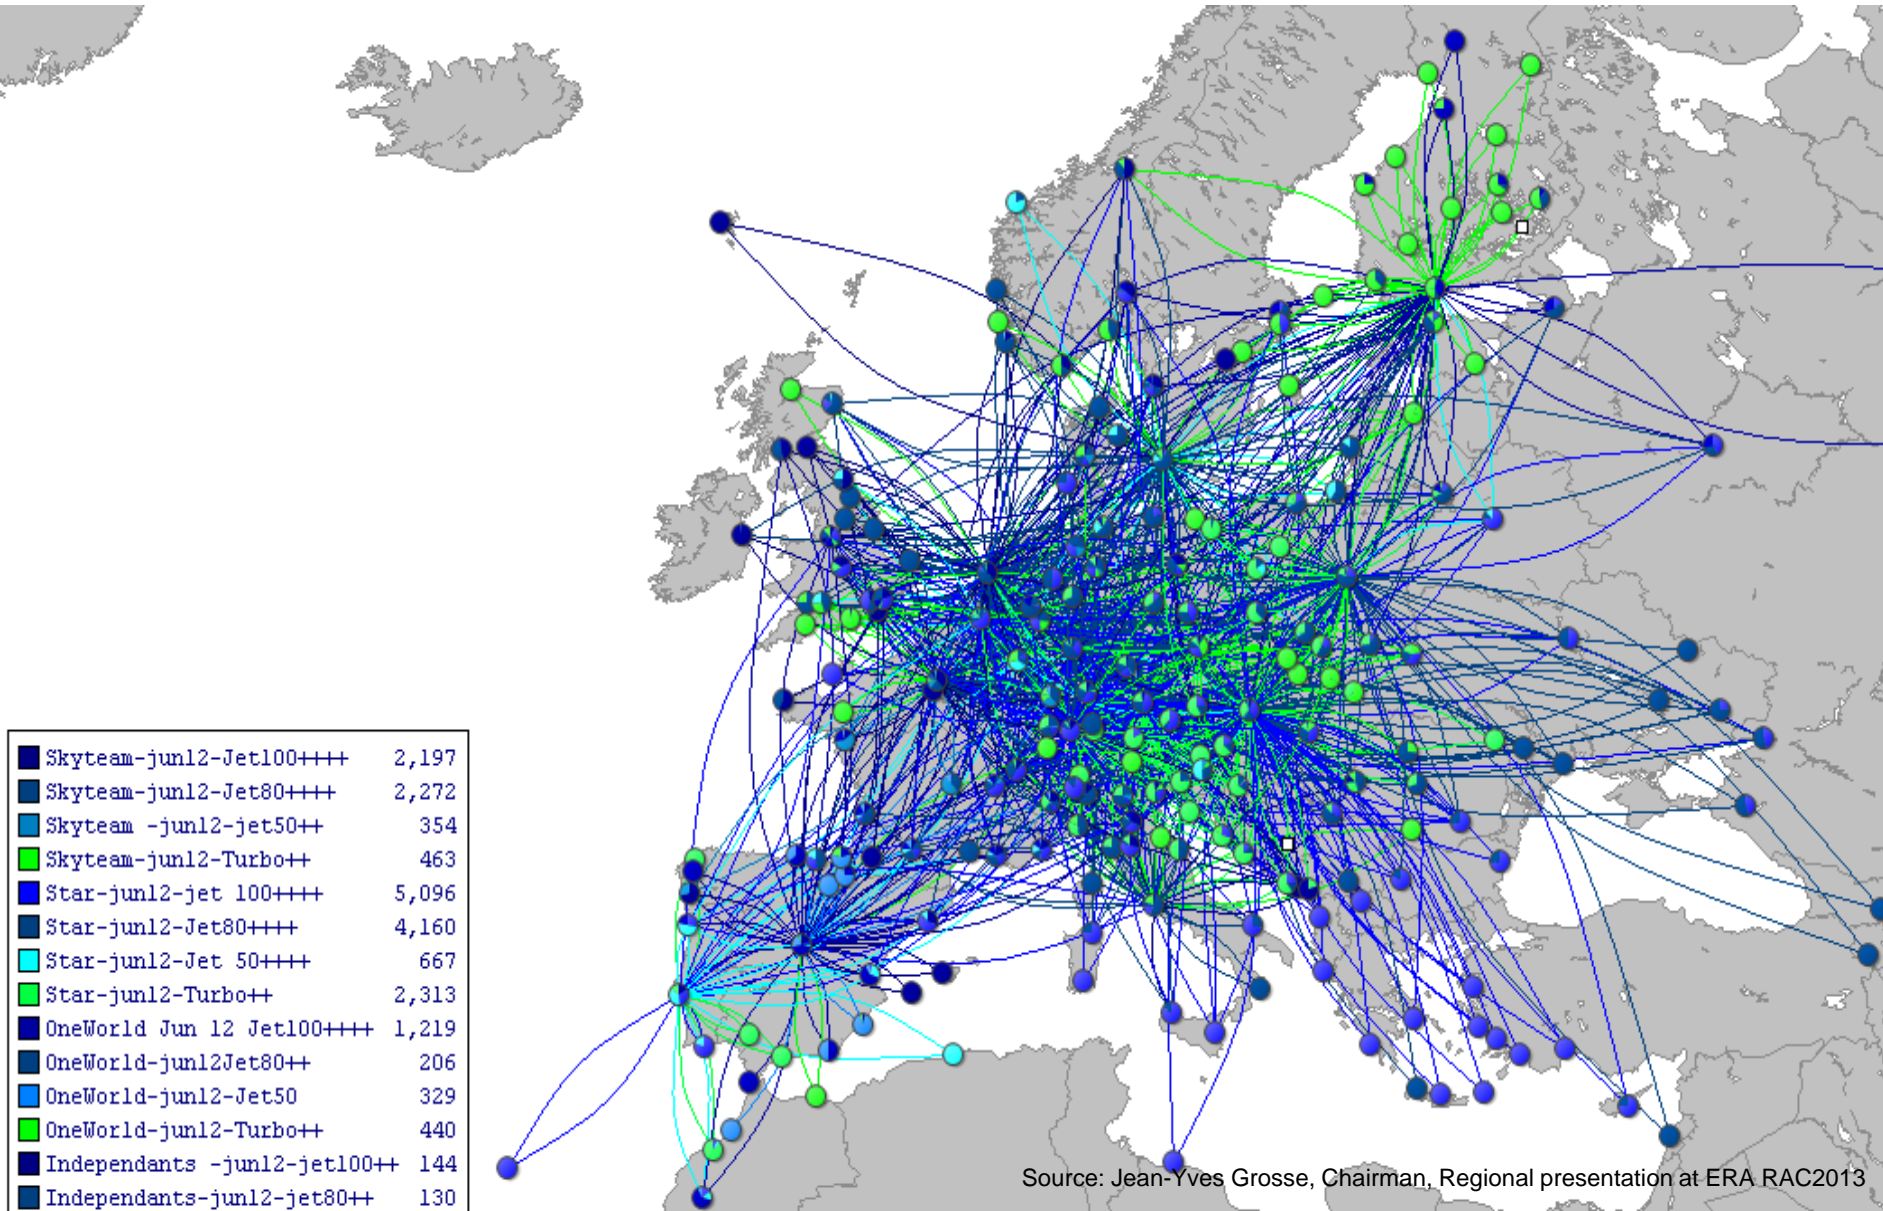 Skyteam-jun12-Jet100++++ 2,197
Skyteam-jun12-Jet80++++ 2,272
Skyteam -jun12-jet50++ 354
Skyteam-jun12-Turbo++ 463
Star-jun12-jet 100++++ 5,096
Star-jun12-Jet80++++ 4,160
Star-jun12-Jet 50++++ 667
Star-jun12-Turbo++ 2,313
OneWorld Jun 12 Jet100++++ 1,219
OneWorld-jun12Jet80++ 206
OneWorld-jun12-Jet50 329
OneWorld-jun12-Turbo++ 440
Independants -jun12-jet100++ 144
Independants-jun12-jet80++ 130
Source: Jean-Yves Grosse, Chairman, Regional presentation at ERA RAC2013